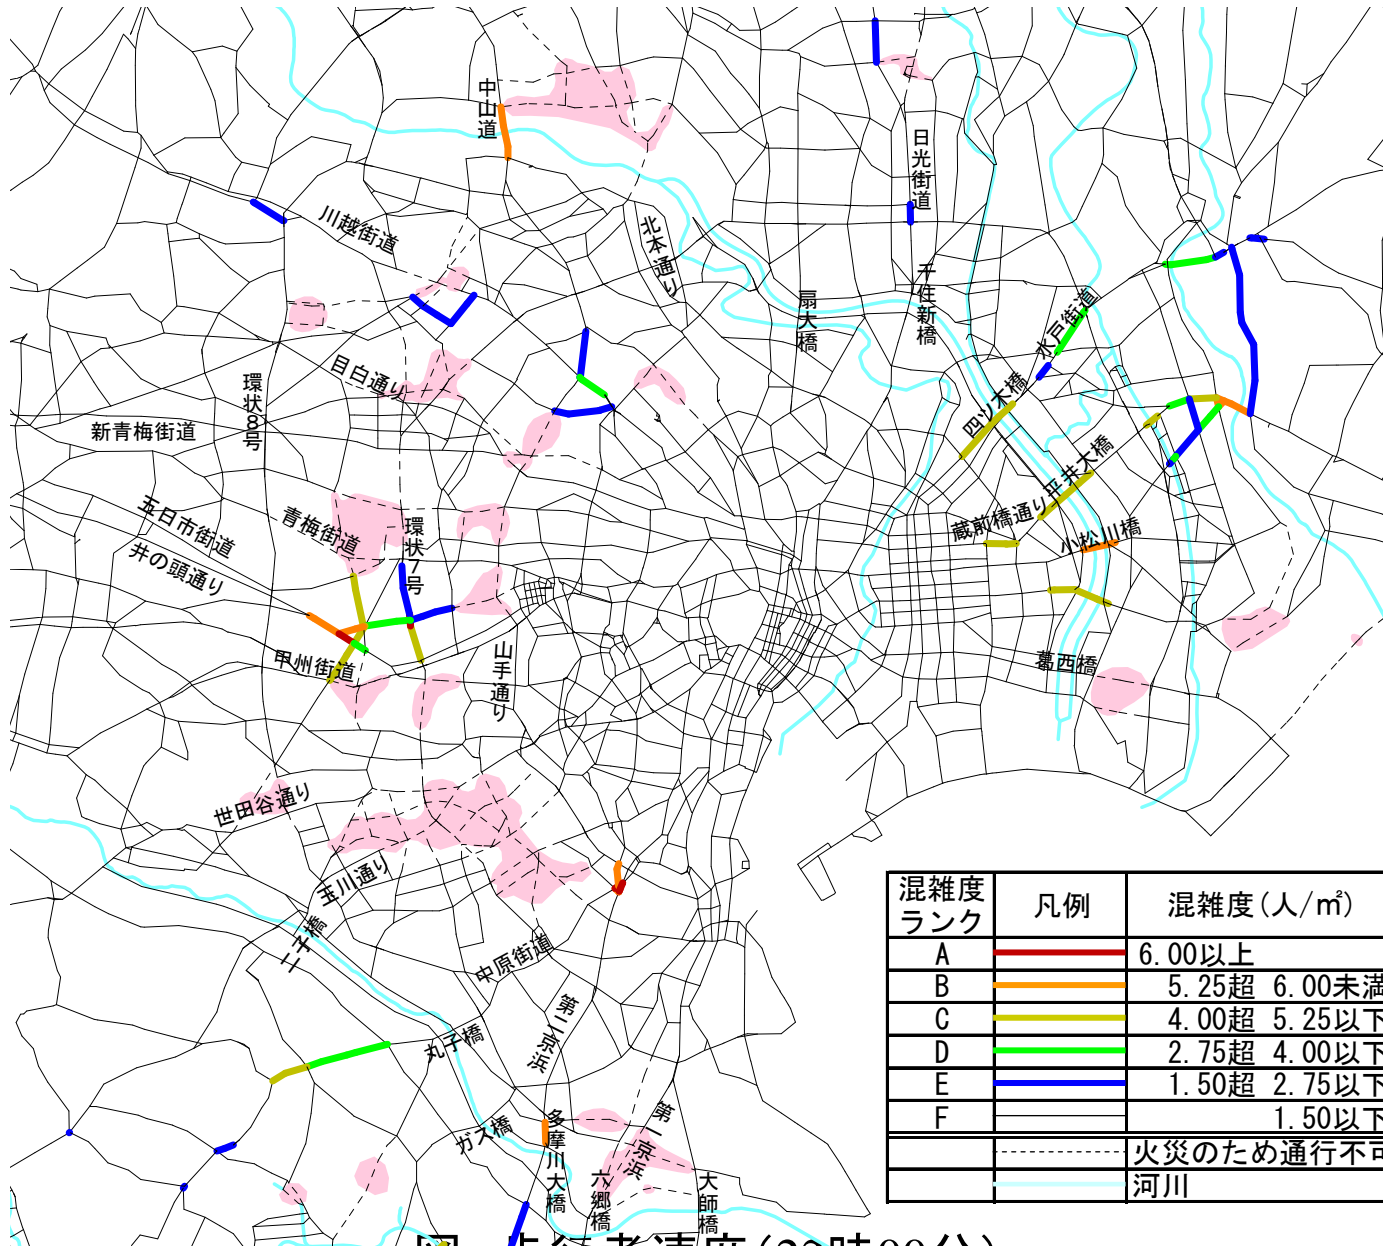 中山道
日光街道
川越街道
北本通り
扇大橋
千住新橋
水戸街道
目白通り
環状8号
四ツ木橋
新青梅街道
平井大橋
五日市街道
青梅街道
環状7号
蔵前橋通り
小松川橋
井の頭通り
甲州街道
山手通り
葛西橋
世田谷通り
玉川通り
二子橋
中原街道
第二京浜
丸子橋
ガス橋
多摩川大橋
第一京浜
六郷橋
大師橋
混雑度ランク 凡例 混雑度(人/㎡)
A 6.00以上
B 5.25超 6.00未満
C 4.00超 5.25以下
D 2.75超 4.00以下
E 1.50超 2.75以下
F 1.50以下
火災のため通行不可
河川